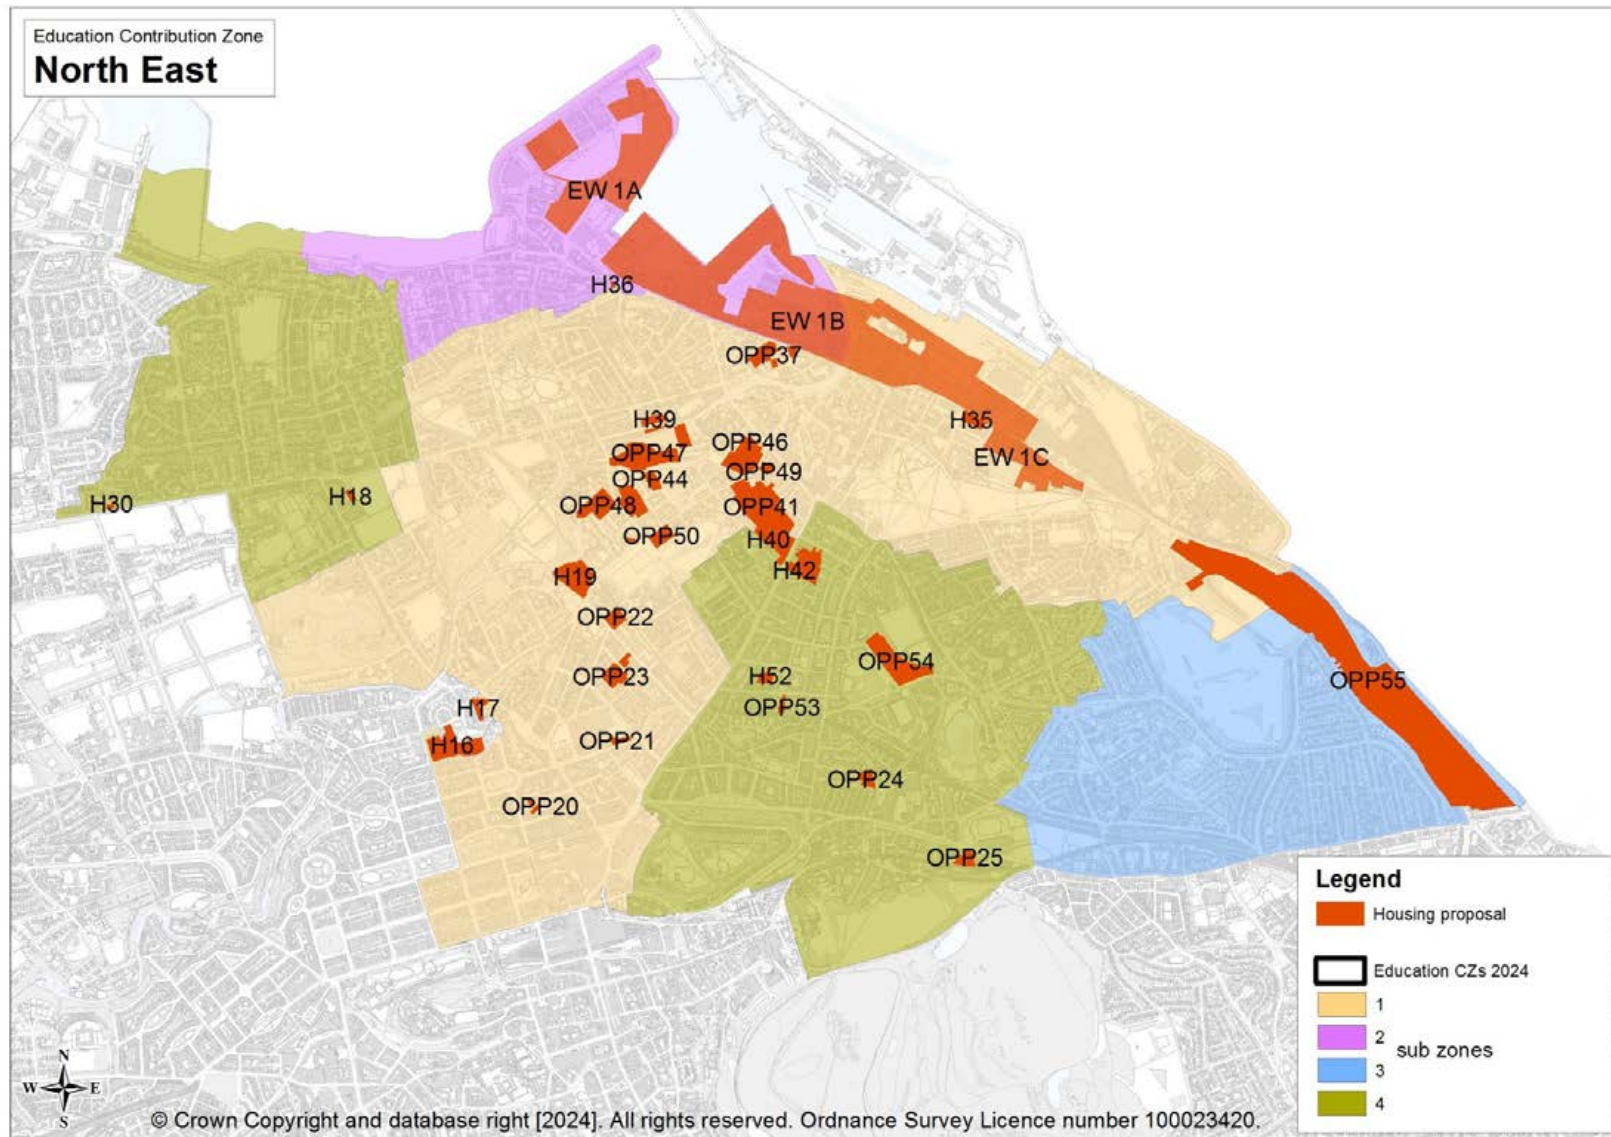 Education Contribution Zone
North East
EW 1A
H36
EW 1B
OPP37
H39
H35
OPP46
OPP47
EW 1C
OPP49
OPP44
H18
H30
OPP48
OPP41
OPP50
H40
H42
H19
OPP22
OPP54
OPP23
H52
OPP55
H17
OPP53
H16
OPP21
OPP24
OPP20
OPP25
Legend
Housing proposal
Education CZs 2024
1
2
sub zones
3
4
N
W E
S
© Crown Copyright and database right [2024]. All rights reserved. Ordnance Survey Licence number 100023420.